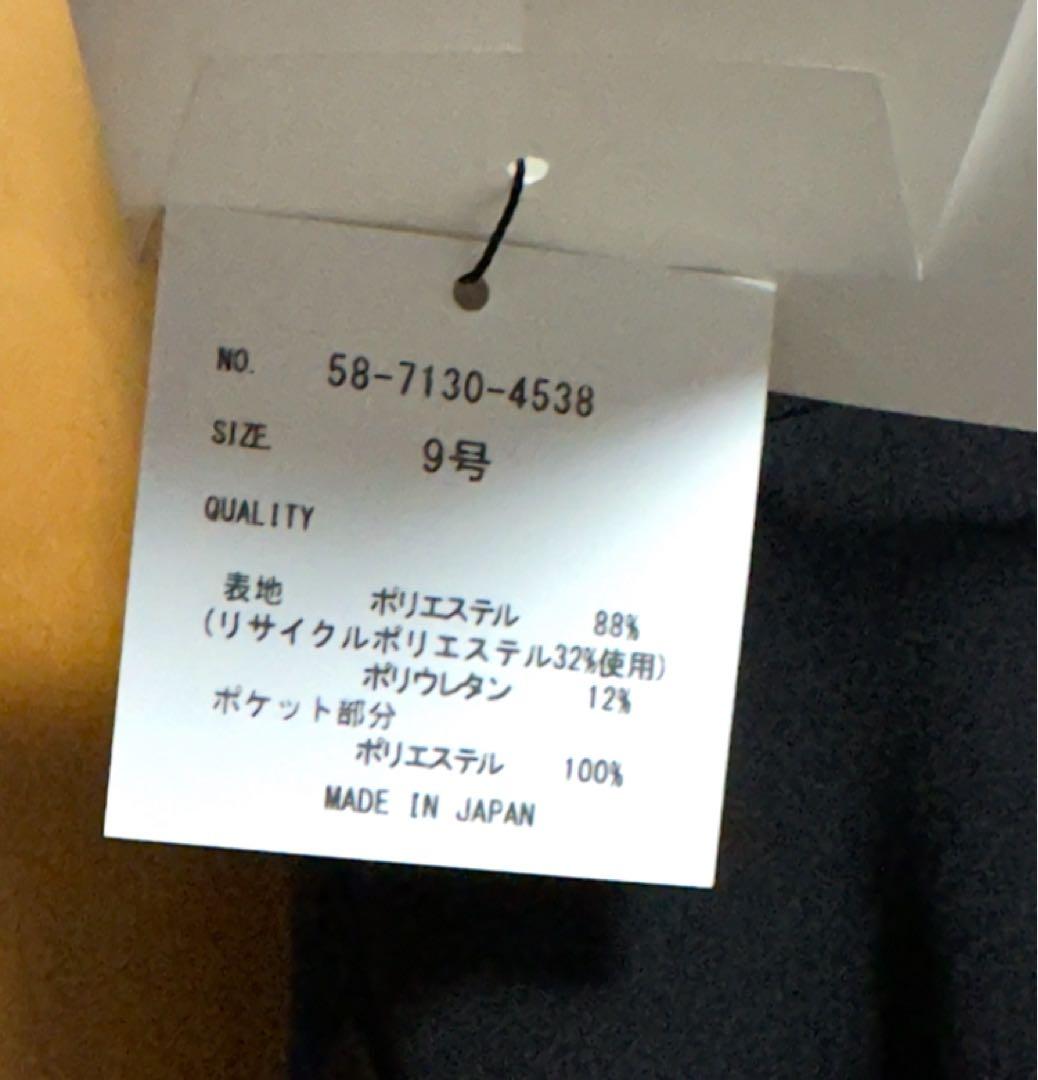 NO. 58-7130-4538
SIZE 9号
QUALITY
表地 ポリエステル 88%
(リサイクルポリエステル32%使用)
ポリウレタン 12%
ポケット部分
ポリエステル 100%
MADE IN JAPAN